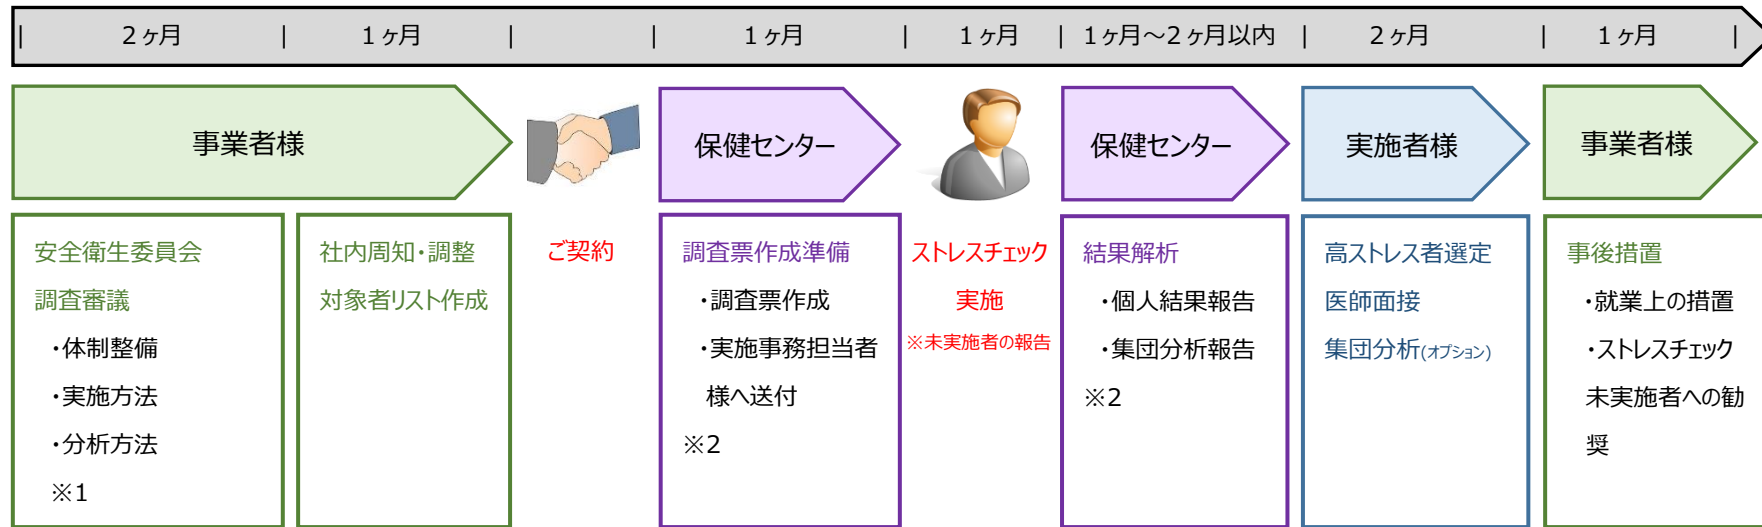 ２ヶ月
１ヶ月
１ヶ月
１ヶ月
１ヶ月～２ヶ月以内
２ヶ月
１ヶ月
事業者様
保健センター
保健センター
実施者様
事業者様
安全衛生委員会
調査審議
・体制整備
・実施方法
・分析方法
※1
社内周知・調整
対象者リスト作成
ご契約
調査票作成準備
・調査票作成
・実施事務担当者
様へ送付
※2
ストレスチェック
実施
※未実施者の報告
結果解析
・個人結果報告
・集団分析報告
※2
高ストレス者選定
医師面接
集団分析(オプション)
事後措置
・就業上の措置
・ストレスチェック
未実施者への勧
奨